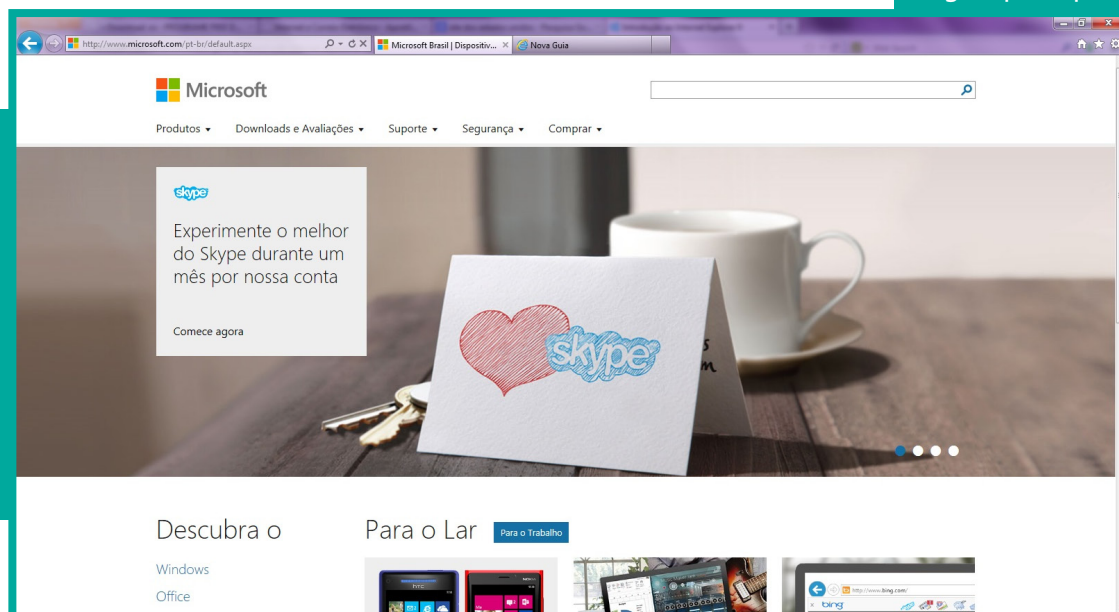 http://www.microsoft.com/pt-br/default.aspx
Microsoft Brasil | Dispositiv...
Nova Guia
Microsoft
Produtos
Downloads e Avaliações
Suporte
Segurança
Comprar
skype
Experimente o melhor
do Skype durante um
mês por nossa conta
Comece agora
skype
Descubra o
Para o Lar
Para o Trabalho
Windows
Office
hTC
http://www.bing.com/
bing